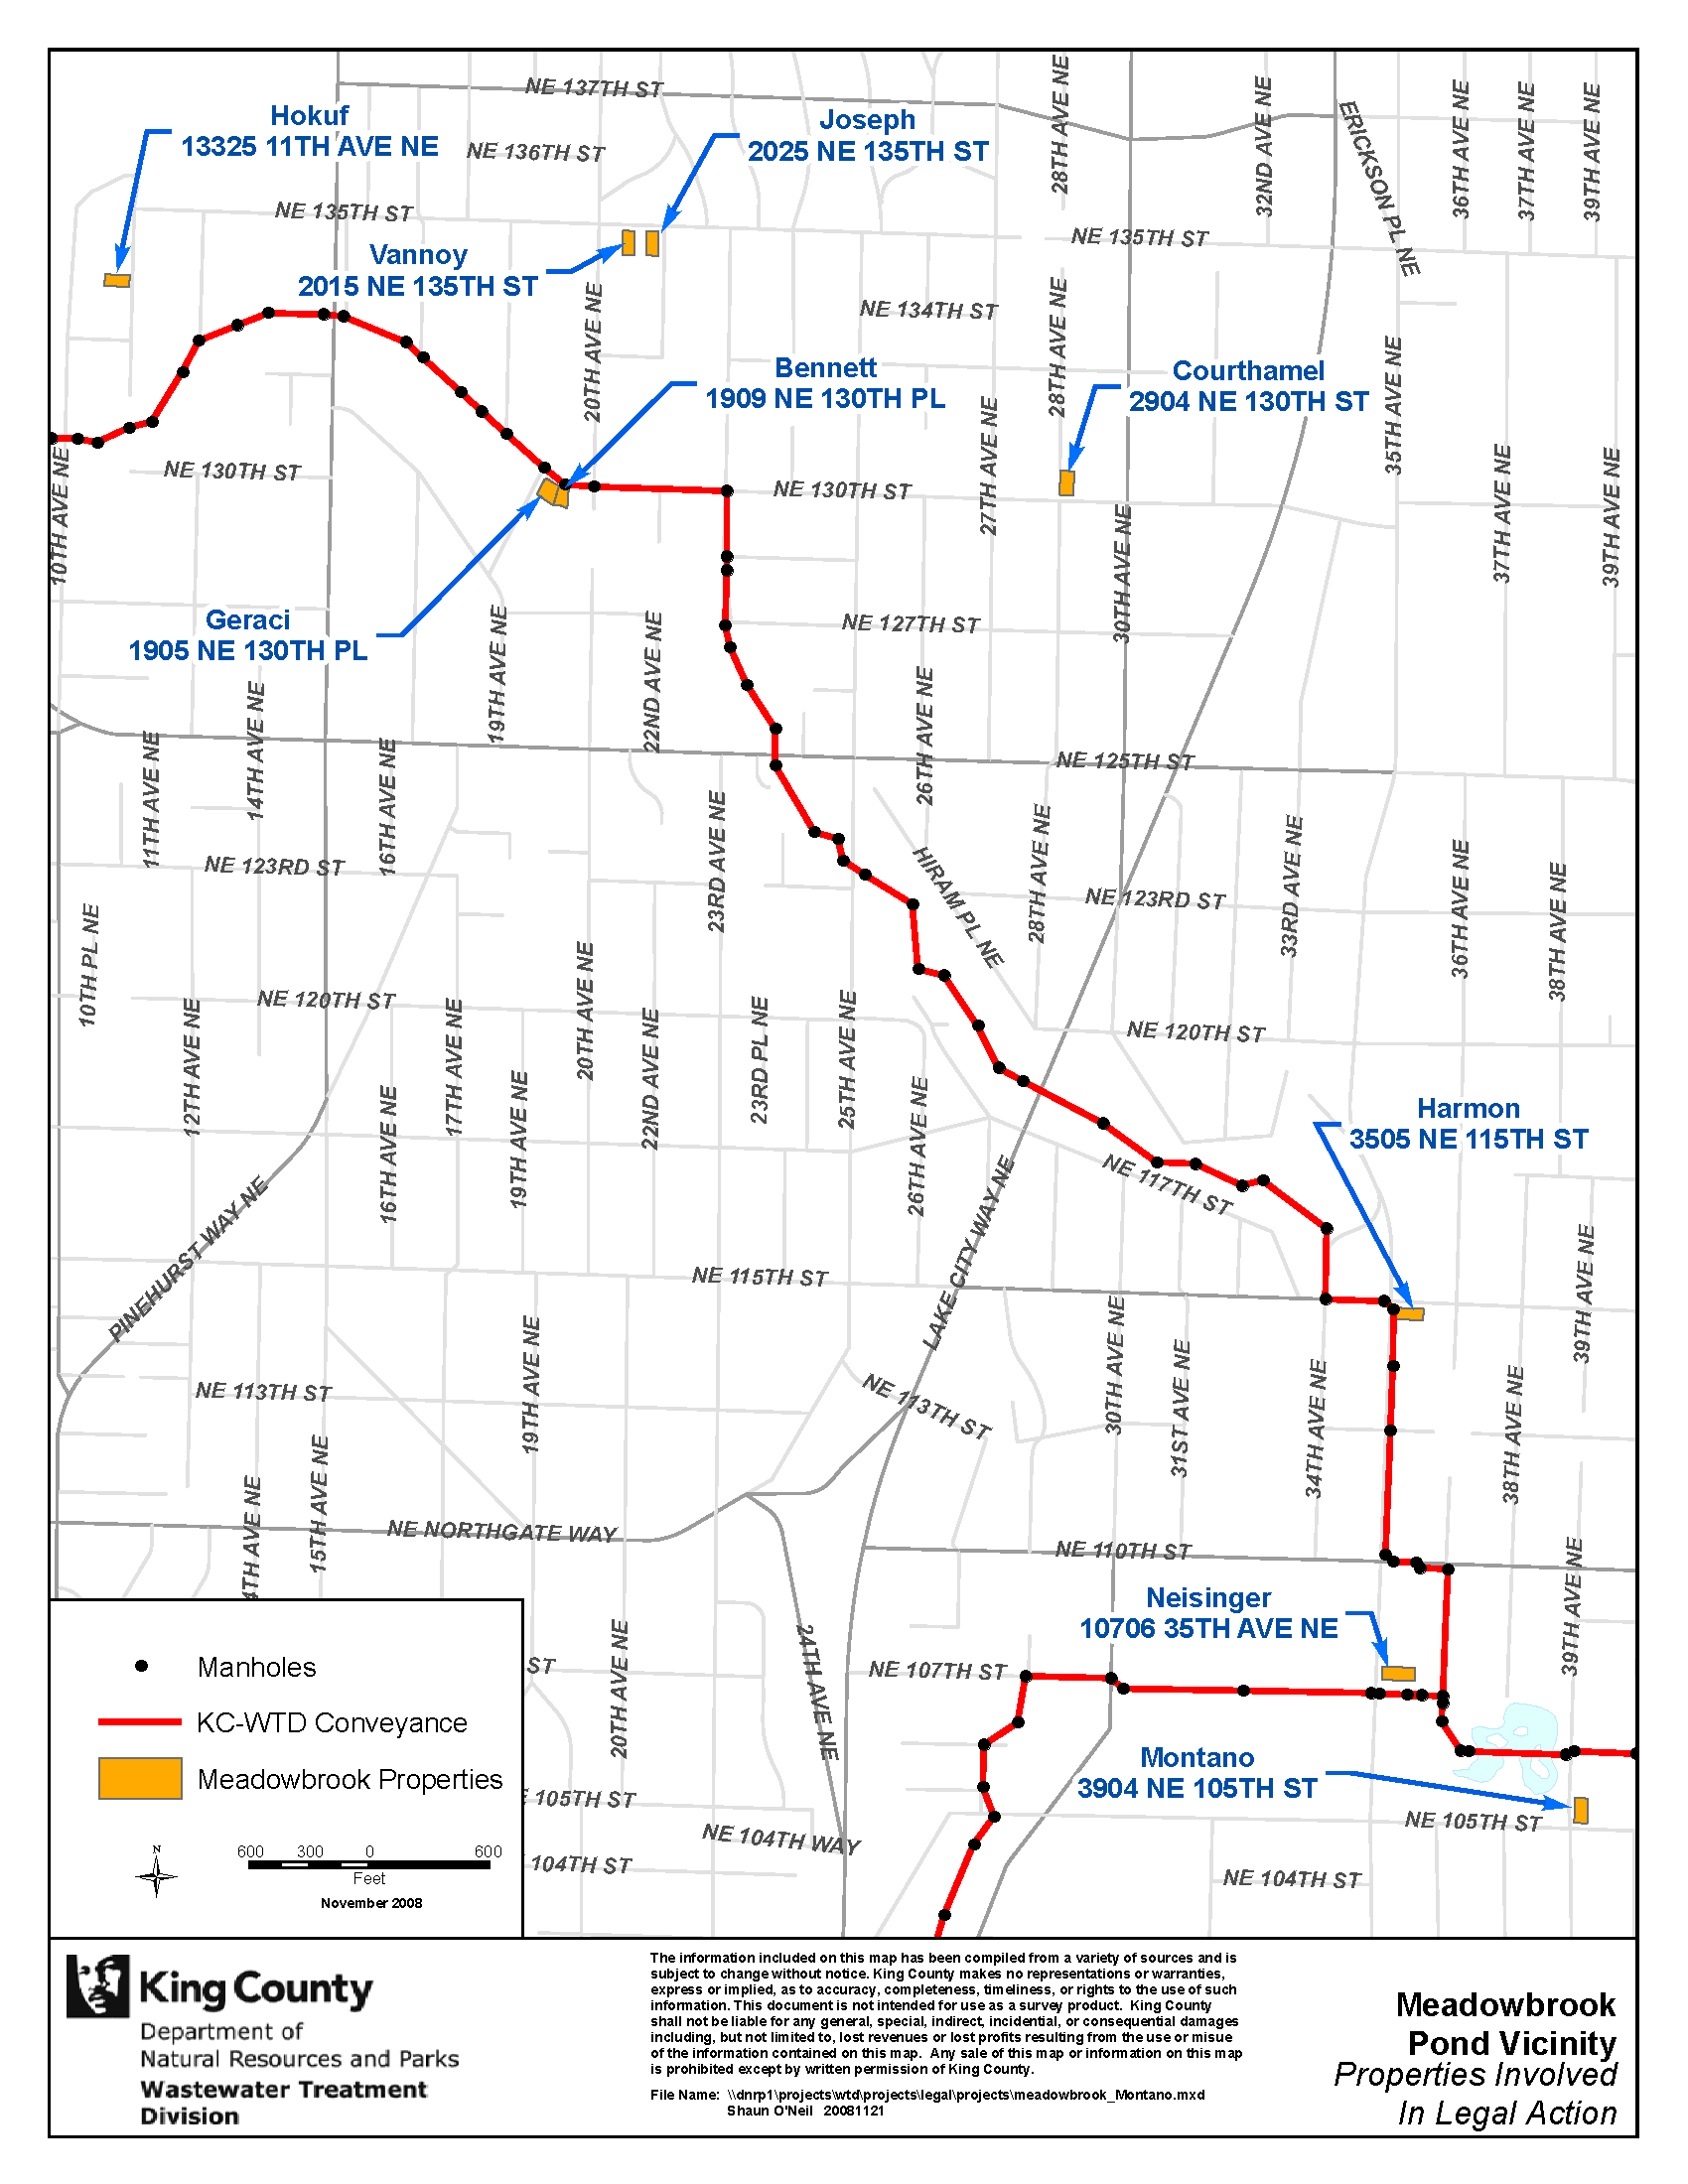 NE 137TH ST
Hokuf
13325 11TH AVE NE
NE 136TH ST
Joseph
2025 NE 135TH ST
28TH AVE NE
32ND AVE NE
ERICKSON PL NE
36TH AVE NE
37TH AVE NE
39TH AVE NE
NE 135TH ST
NE 135TH ST
Vannoy
2015 NE 135TH ST
20TH AVE NE
NE 134TH ST
28TH AVE NE
35TH AVE NE
Bennett
1909 NE 130TH PL
Courthamel
2904 NE 130TH ST
27TH AVE NE
10TH AVE NE
NE 130TH ST
NE 130TH ST
30TH AVE NE
37TH AVE NE
39TH AVE NE
Geraci
1905 NE 130TH PL
19TH AVE NE
22ND AVE NE
NE 127TH ST
14TH AVE NE
11TH AVE NE
16TH AVE NE
26TH AVE NE
NE 125TH ST
23RD AVE NE
28TH AVE NE
33RD AVE NE
NE 123RD ST
HIRAM PL NE
NE 123RD ST
36TH AVE NE
38TH AVE NE
10TH PL NE
NE 120TH ST
12TH AVE NE
17TH AVE NE
20TH AVE NE
22ND AVE NE
23RD PL NE
25TH AVE NE
NE 120TH ST
16TH AVE NE
19TH AVE NE
26TH AVE NE
Harmon
3505 NE 115TH ST
PINEHURST WAY NE
LAKE CITY WAY NE
NE 117TH ST
NE 115TH ST
39TH AVE NE
NE 113TH ST
19TH AVE NE
NE 113TH ST
30TH AVE NE
31ST AVE NE
34TH AVE NE
38TH AVE NE
4TH AVE NE
15TH AVE NE
NE NORTHGATE WAY
NE 110TH ST
39TH AVE NE
Neisinger
10706 35TH AVE NE
20TH AVE NE
24TH AVE NE
NE 107TH ST
ST
Montano
3904 NE 105TH ST
105TH ST
NE 105TH ST
NE 104TH WAY
104TH ST
NE 104TH ST
Manholes
KC-WTD Conveyance
Meadowbrook Properties
N
600 300 0 600
Feet
November 2008
King County
Department of
Natural Resources and Parks
Wastewater Treatment
Division
The information included on this map has been compiled from a variety of sources and is
subject to change without notice. King County makes no representations or warranties,
express or implied, as to accuracy, completeness, timeliness, or rights to the use of such
information. This document is not intended for use as a survey product. King County
shall not be liable for any general, special, indirect, incidental, or consequential damages
including, but not limited to, lost revenues or lost profits resulting from the use or misue
of the information contained on this map. Any sale of this map or information on this map
is prohibited except by written permission of King County.
File Name: \\dnrp1\projects\wtd\projects\legal\projects\meadowbrook_Montano.mxd
Shaun O'Neil 20081121
Meadowbrook
Pond Vicinity
Properties Involved
In Legal Action